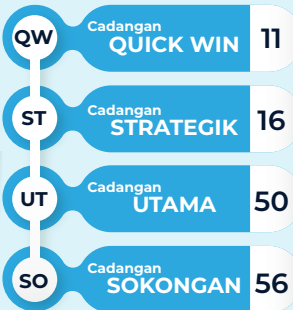 QW
Cadangan
QUICK WIN 11
ST
Cadangan
STRATEGIK 16
UT
Cadangan
UTAMA 50
SO
Cadangan
SOKONGAN 56